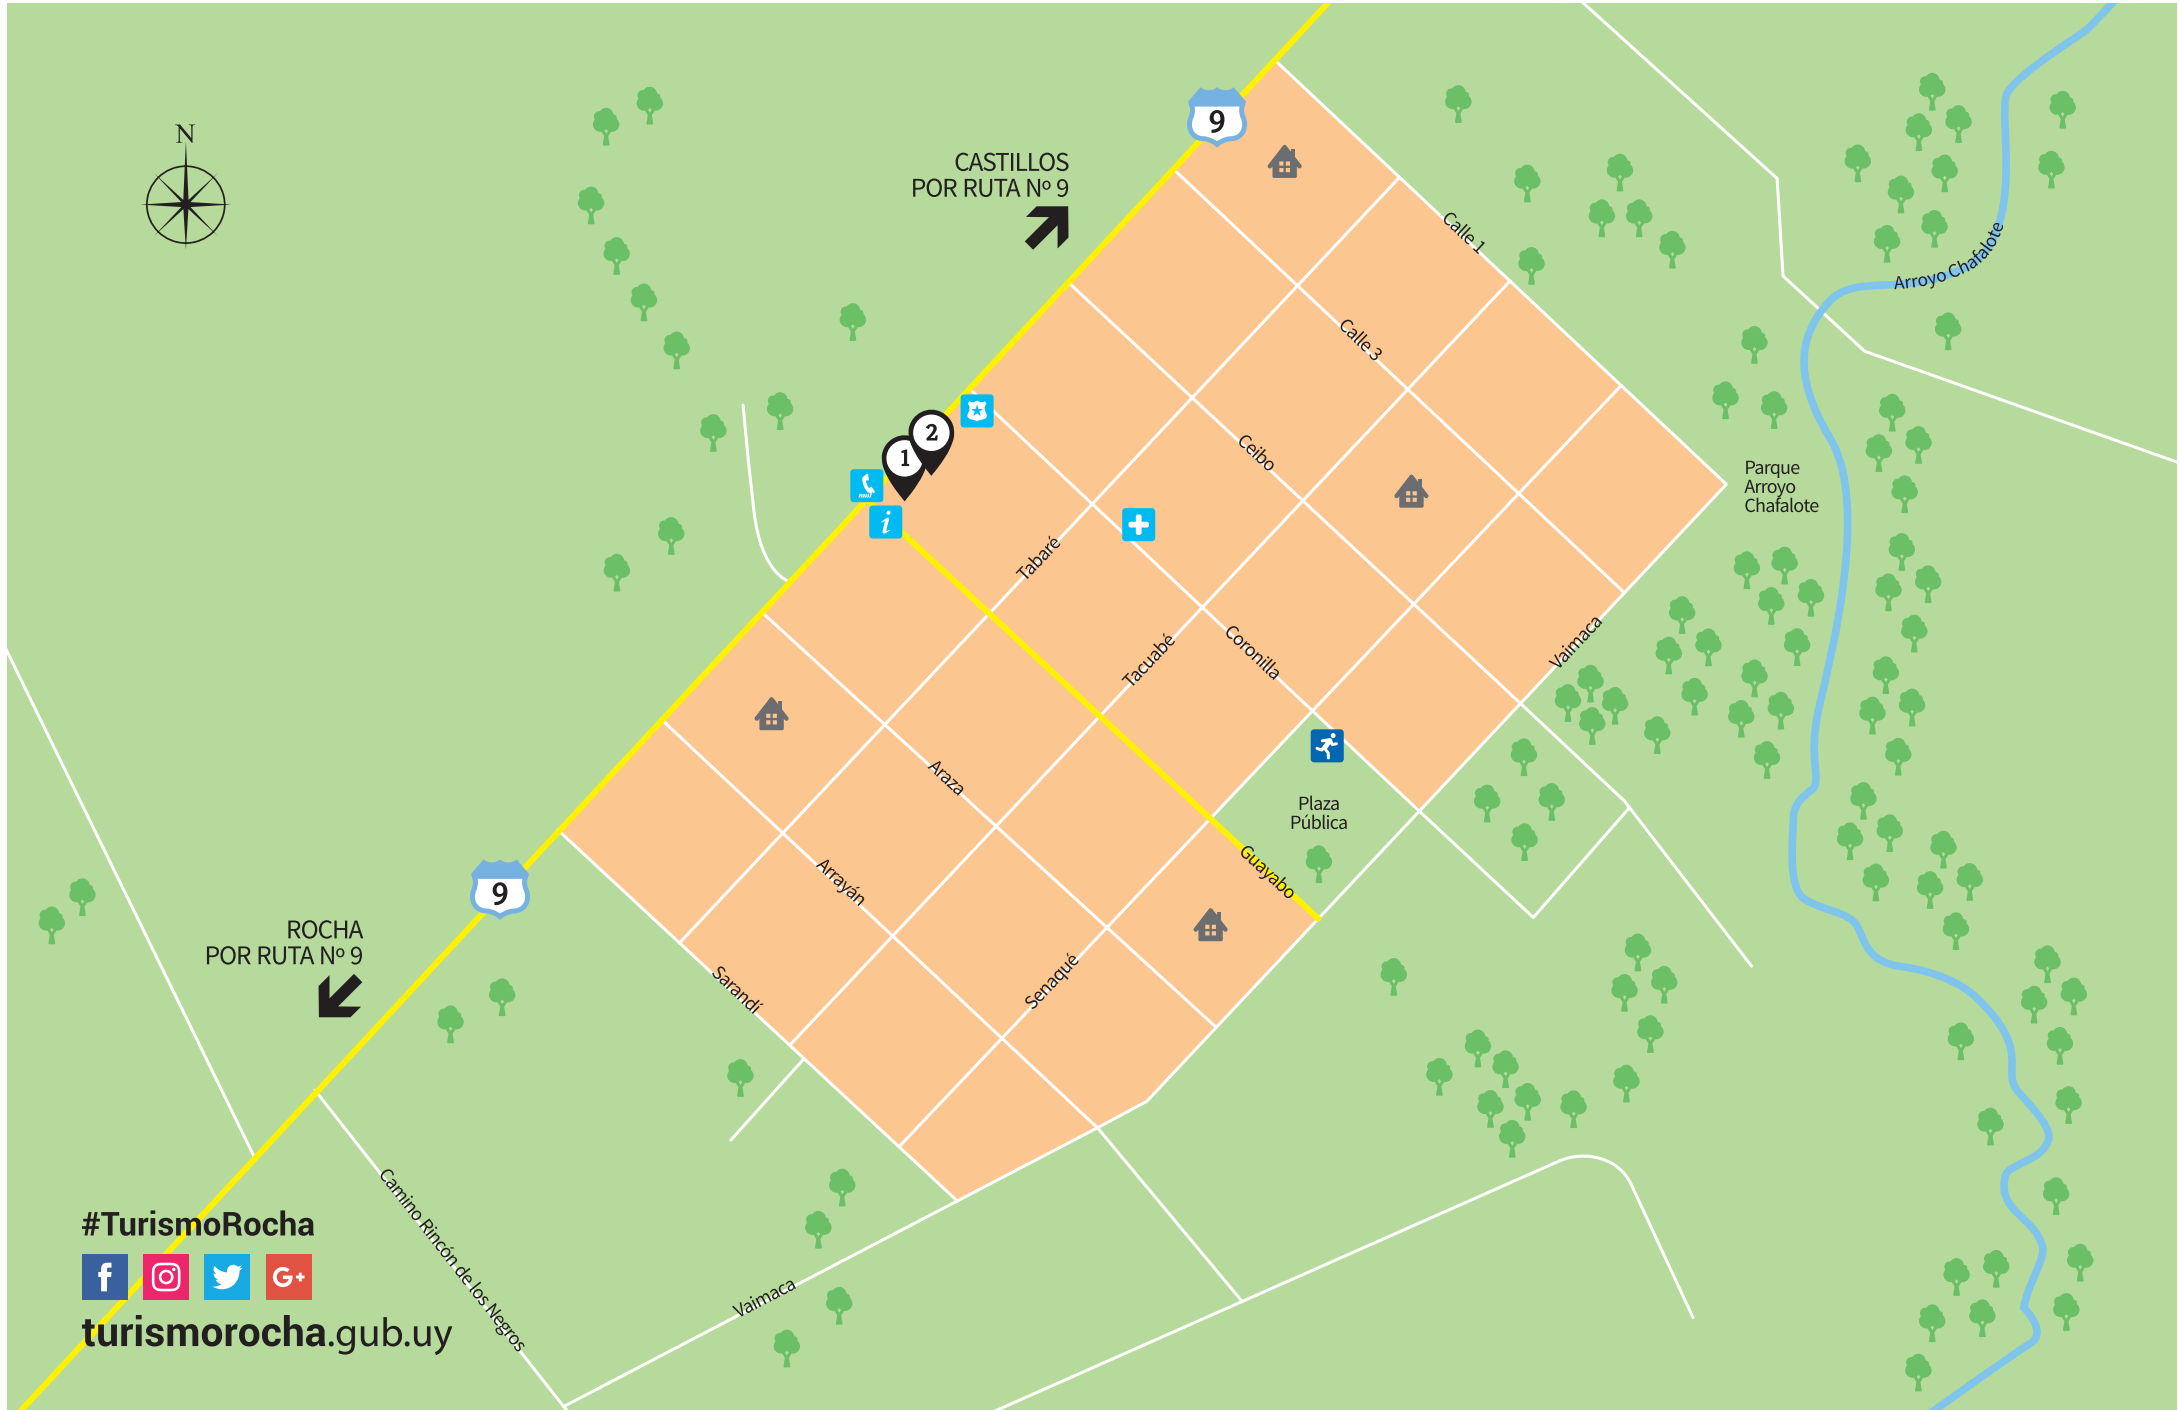 N
9
CASTILLOS
POR RUTA Nº 9
Calle 1
Arroyo Chafalote
Calle 3
2
1
i
Ceibo
Parque
Arroyo
Chafalote
Tabaré
Tacuabé
Coronilla
Vaimaca
Araza
Plaza
Pública
Guayabo
Arrayán
9
ROCHA
POR RUTA Nº 9
Sarandí
Senaqué
Camino Rincón de los Negros
Vaimaca
#TurismoRocha
f
G+
turismorocha.gub.uy